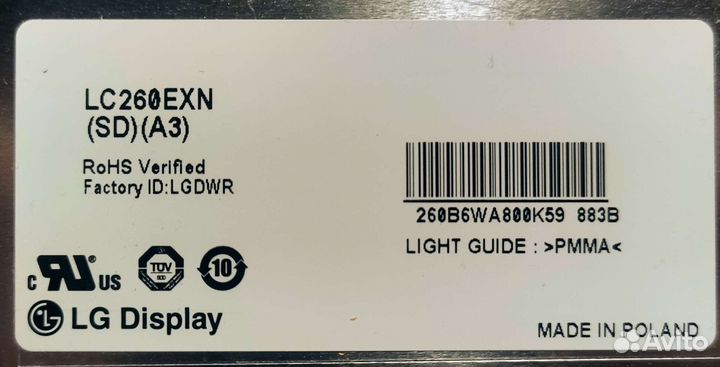 LC260EXN
(SD)(A3)
RoHS Verified
Factory ID:LGDWR
260B6WA800K59 883B
LIGHT GUIDE : >PMMA<
c RU US
TÜV
10
LG Display
MADE IN POLAND
Avito